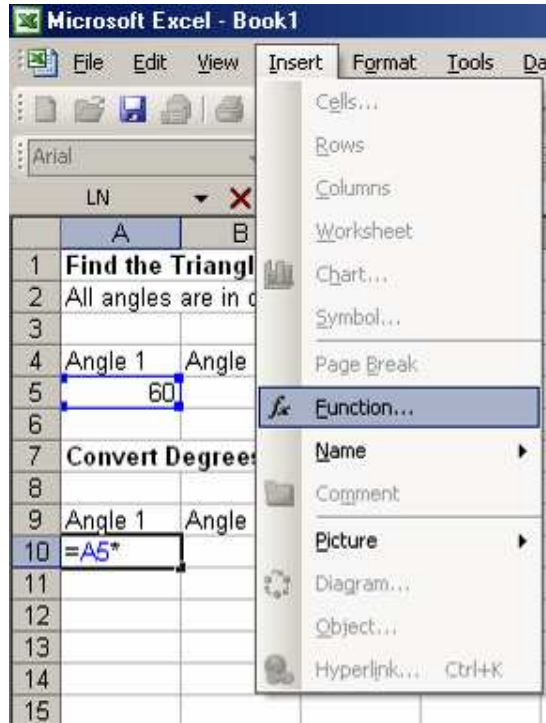 Microsoft Excel - Book1
File Edit View Insert Format Tools Da
Arial
LN
A B
1 Find the Triangl
2 All angles are in d
3
4 Angle 1 Angle
5 60
6
7 Convert Degrees
8
9 Angle 1 Angle
10 =A5*
11
12
13
14
15
Cells...
Rows
Columns
Worksheet
Chart...
Symbol...
Page Break
fx Function...
Name
Comment
Picture
Diagram...
Object...
Hyperlink... Ctrl+K